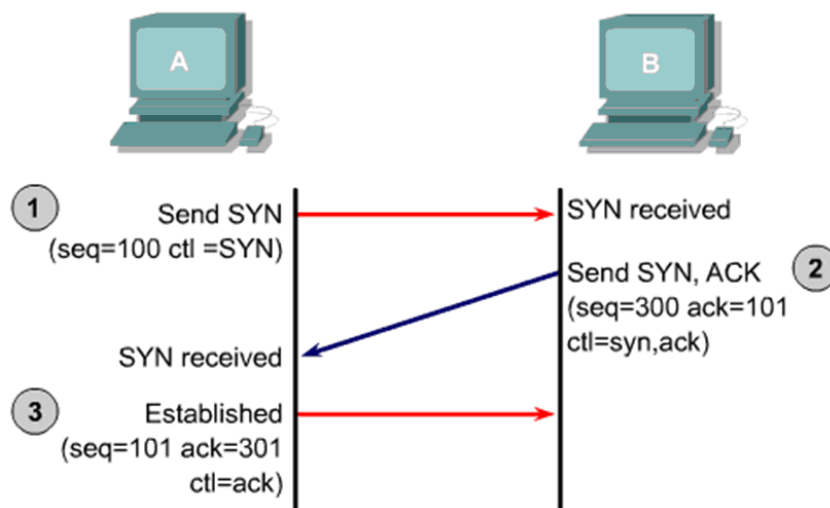 A
B
1
Send SYN
(seq=100 ctl =SYN)
SYN received
Send SYN, ACK
2
(seq=300 ack=101
ctl=syn,ack)
SYN received
3
Established
(seq=101 ack=301
ctl=ack)